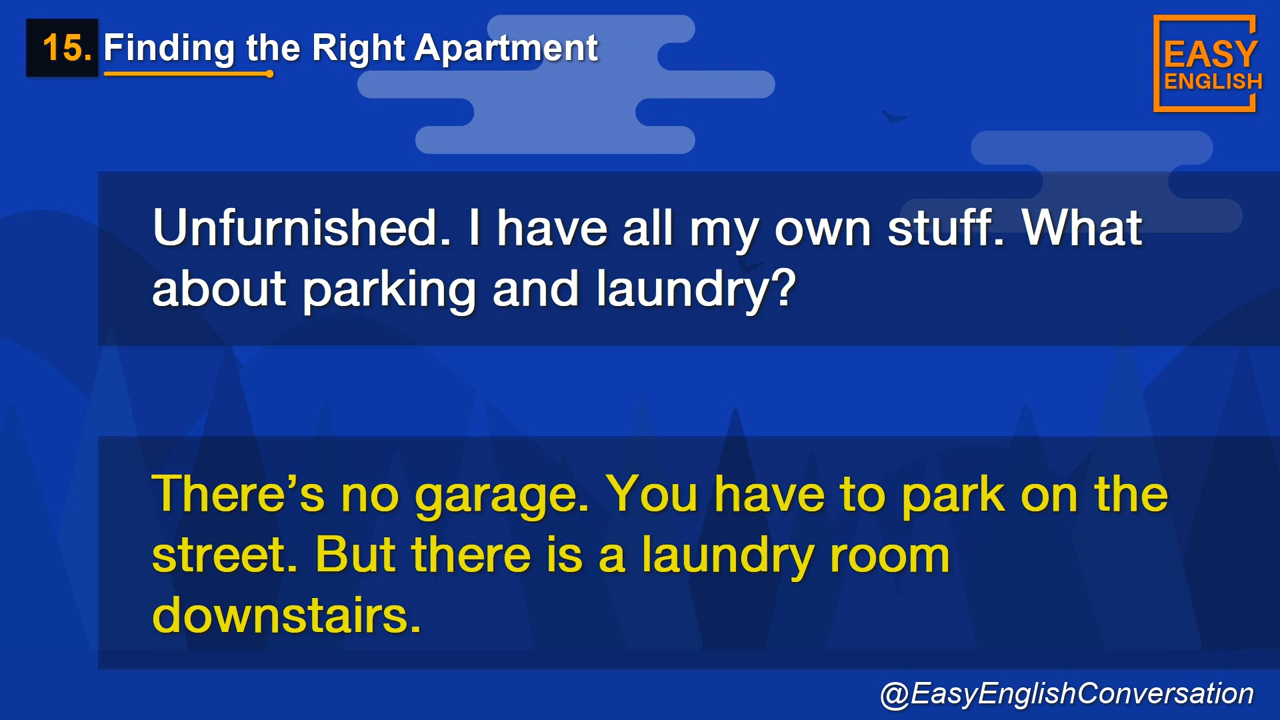 15. Finding the Right Apartment
EASY
ENGLISH
Unfurnished. I have all my own stuff. What
about parking and laundry?
There’s no garage. You have to park on the
street. But there is a laundry room
downstairs.
@EasyEnglishConversation